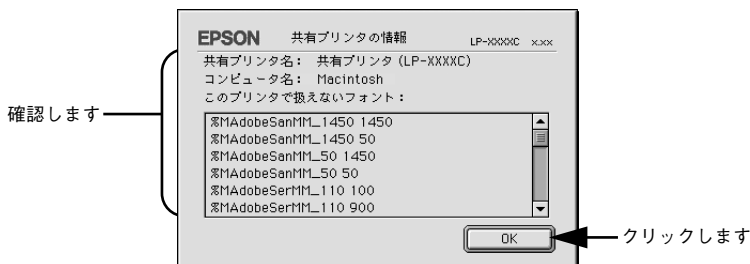 EPSON 共有プリンタの情報 LP-XXXXC x.xx
共有プリンタ名： 共有プリンタ (LP-XXXXC)
コンピュータ名： Macintosh
このプリンタで扱えないフォント：
確認します
%MAdobeSanMM_1450 1450
%MAdobeSanMM_1450 50
%MAdobeSanMM_50 1450
%MAdobeSanMM_50 50
%MAdobeSerMM_110 100
%MAdobeSerMM_110 900
OK
クリックします